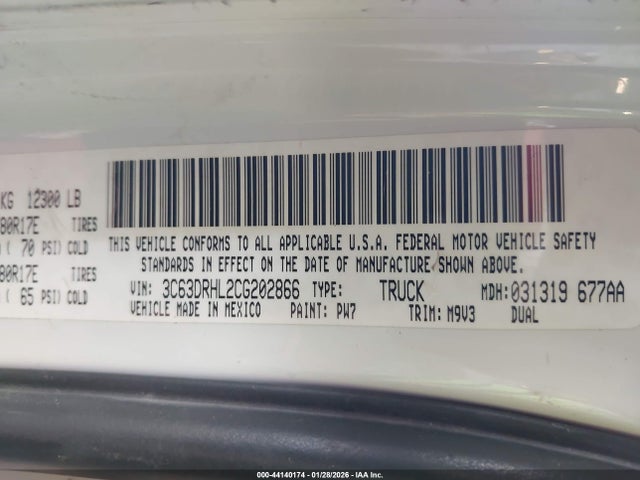 KG 12300 LB
80R17E TIRES
( 70 PSI) COLD
80R17E TIRES
( 65 PSI) COLD
THIS VEHICLE CONFORMS TO ALL APPLICABLE U.S.A. FEDERAL MOTOR VEHICLE SAFETY
STANDARDS IN EFFECT ON THE DATE OF MANUFACTURE SHOWN ABOVE.
VIN: 3C63DRHL2CG202866 TYPE: TRUCK MDH: 031319 677AA
VEHICLE MADE IN MEXICO PAINT: PW7 TRIM: M9V3 DUAL
000-44140174 | 01/28/2026 | IAA Inc.